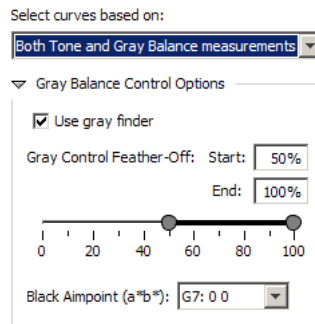 Select curves based on:
Both Tone and Gray Balance measurements
Gray Balance Control Options
Use gray finder
Gray Control Feather-Off: Start: 50%
End: 100%
0 20 40 60 80 100
Black Aimpoint (a*b*): G7: 0 0